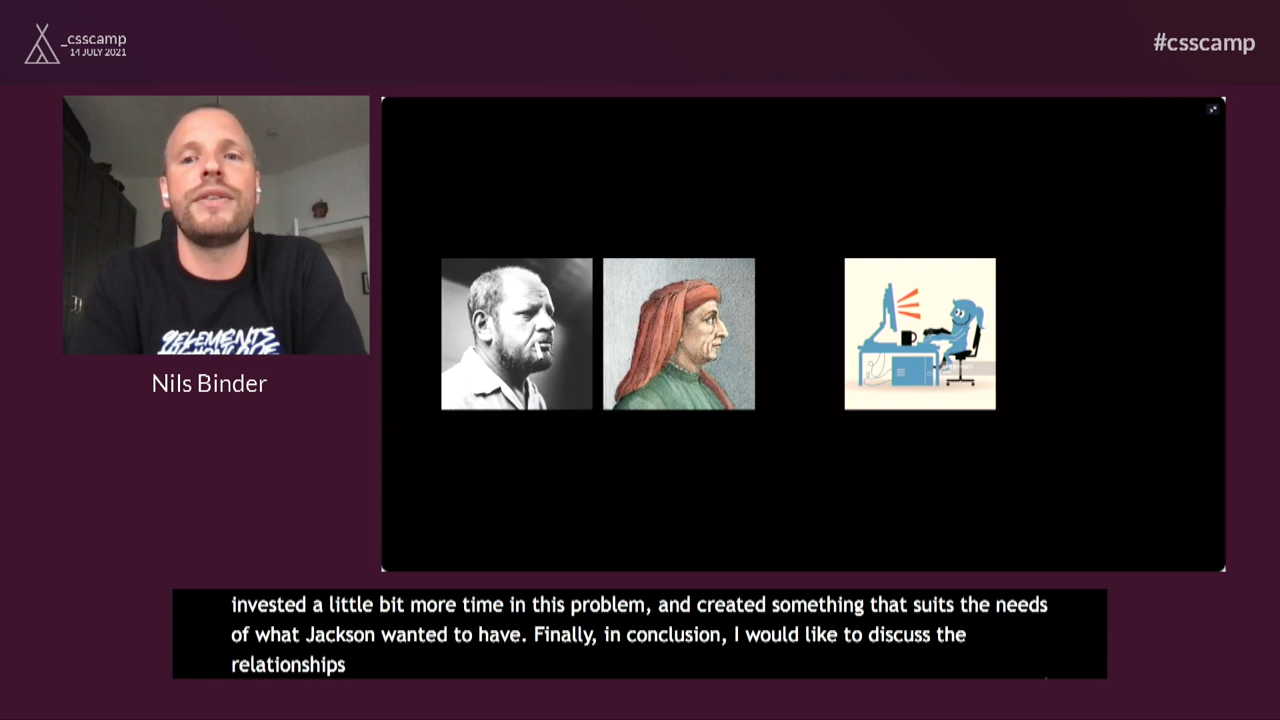 _csscamp
14 JULY 2021
#csscamp
9ELEMENTS
Nils Binder
invested a little bit more time in this problem, and created something that suits the needs
of what Jackson wanted to have. Finally, in conclusion, I would like to discuss the
relationships